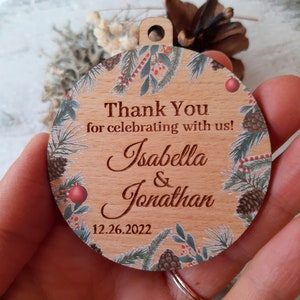 Thank You
for celebrating with us!
Isabella
&
Jonathan
12.26.2022